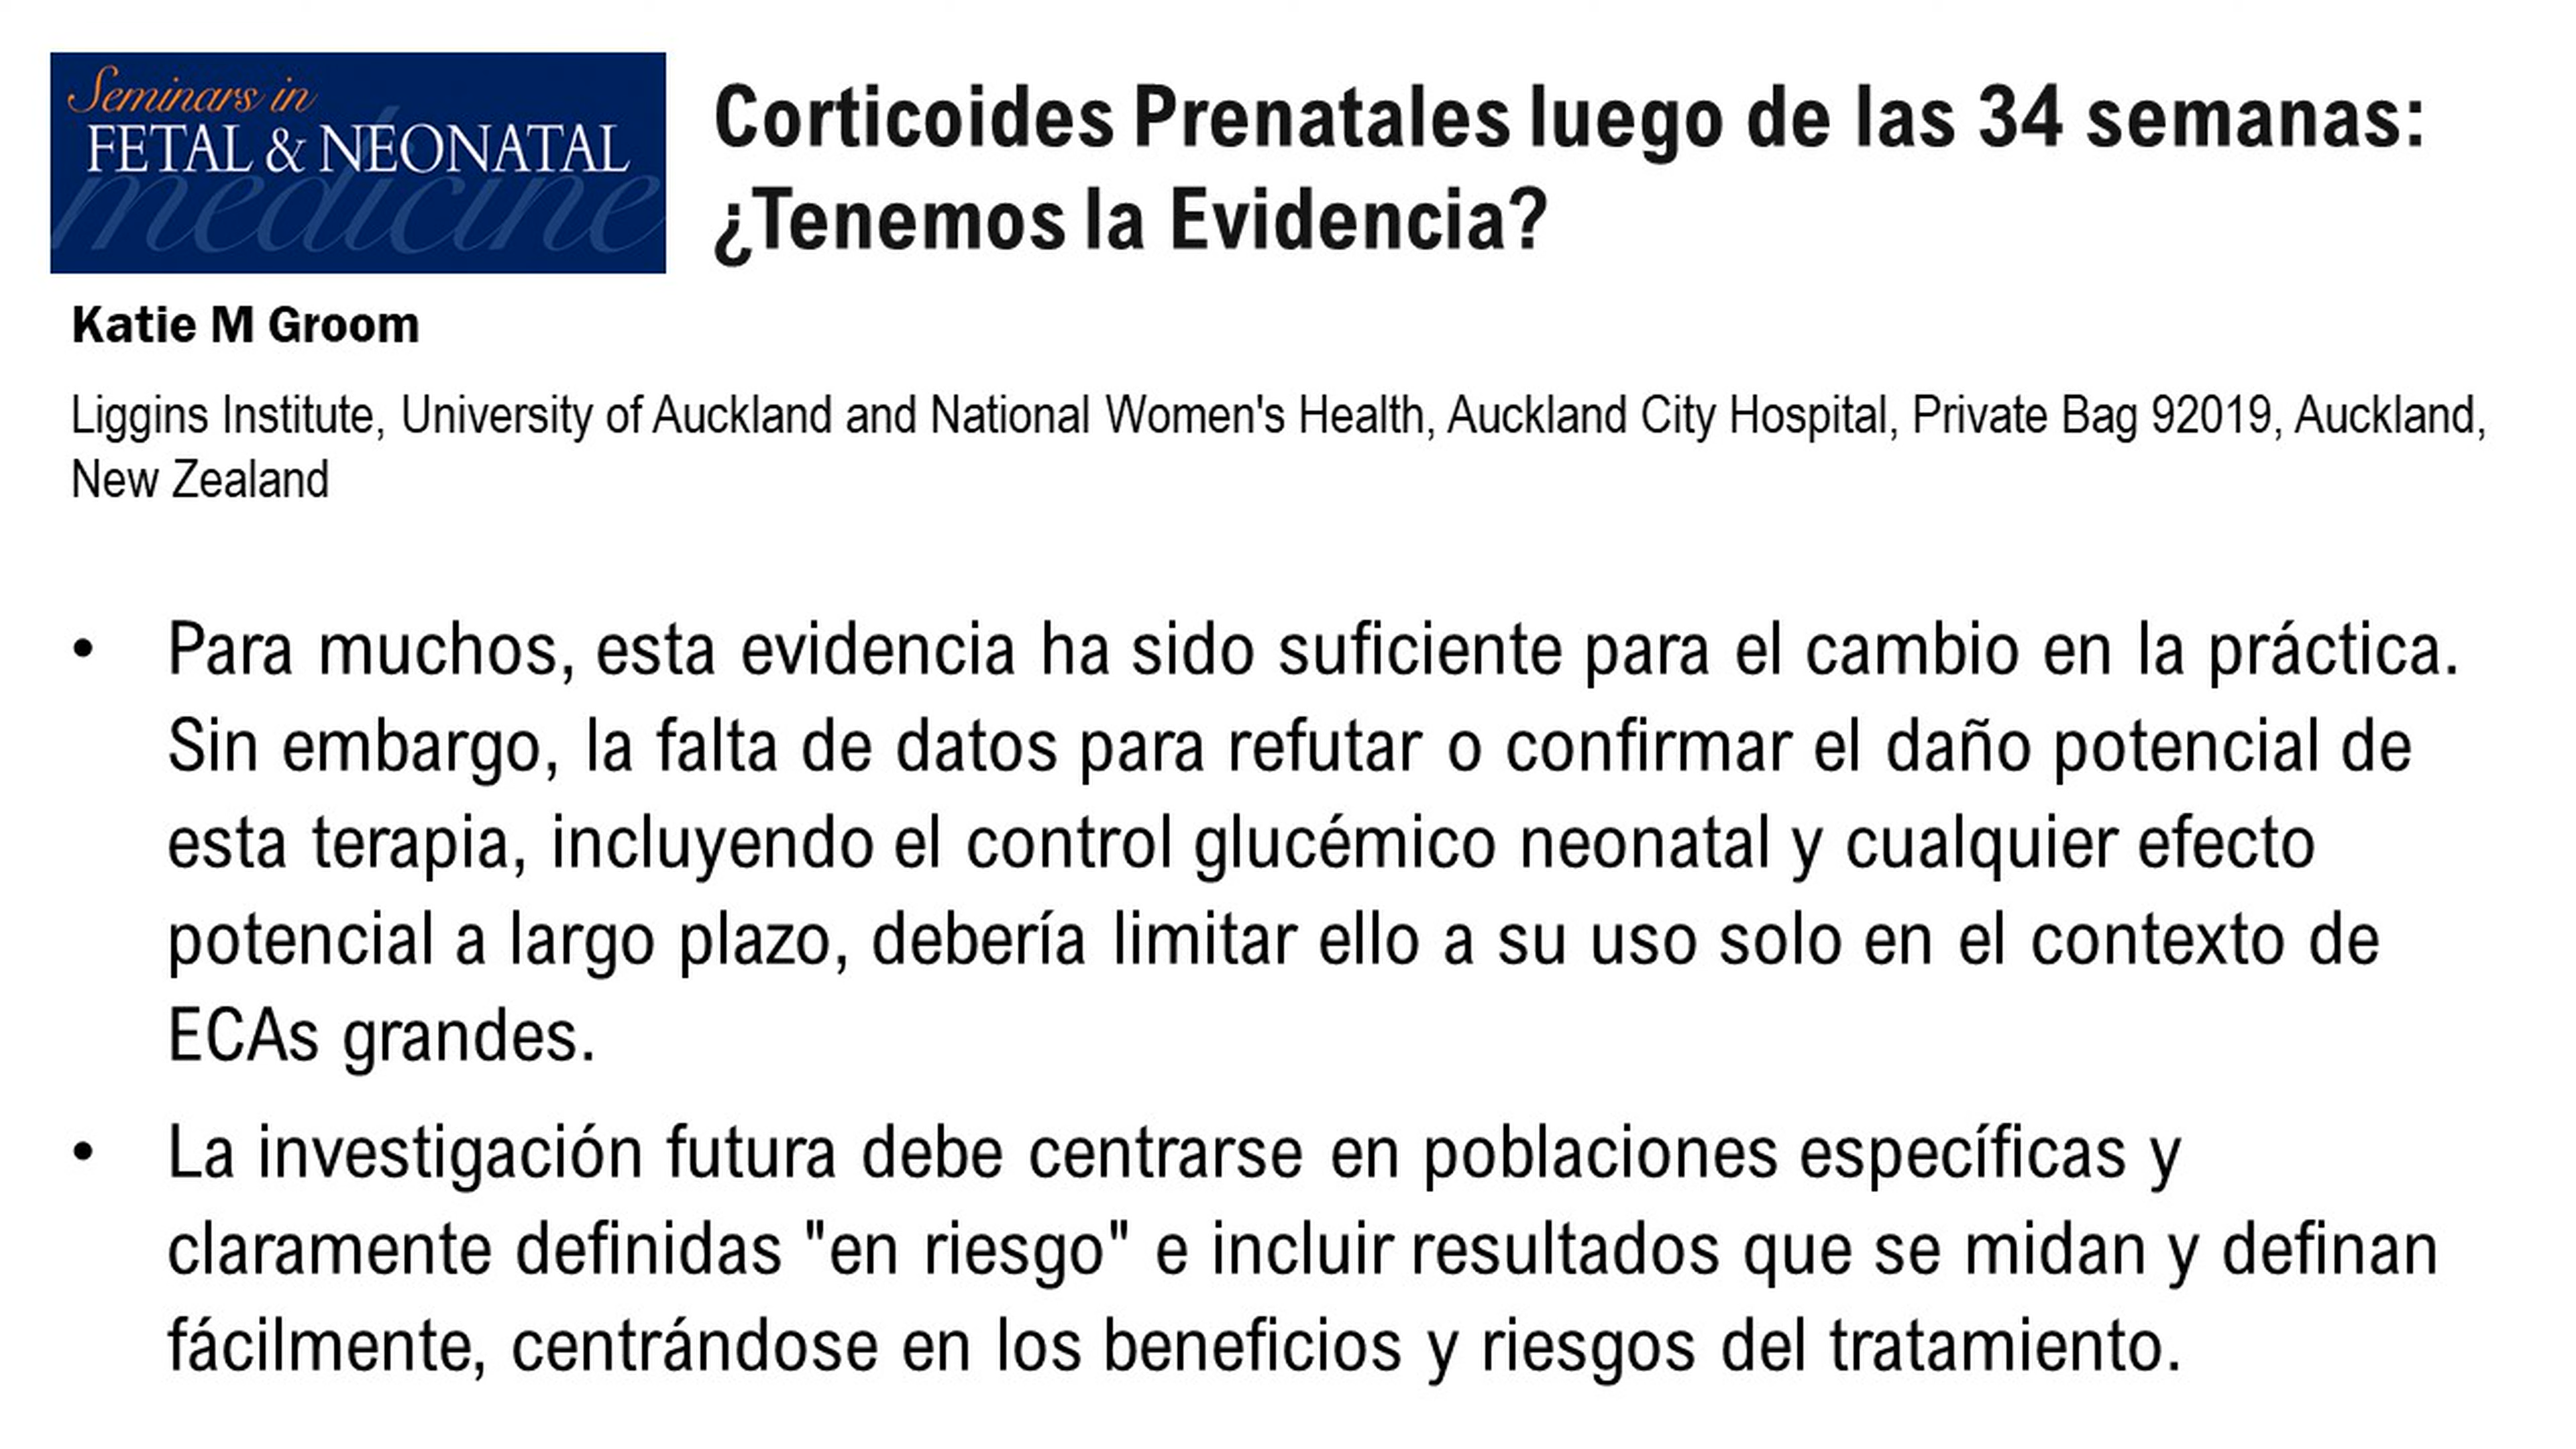 Seminars in
FETAL & NEONATAL
medicine
Corticoides Prenatales luego de las 34 semanas:
¿Tenemos la Evidencia?
Katie M Groom
Liggins Institute, University of Auckland and National Women's Health, Auckland City Hospital, Private Bag 92019, Auckland,
New Zealand
• Para muchos, esta evidencia ha sido suficiente para el cambio en la práctica.
Sin embargo, la falta de datos para refutar o confirmar el daño potencial de
esta terapia, incluyendo el control glucémico neonatal y cualquier efecto
potencial a largo plazo, debería limitar ello a su uso solo en el contexto de
ECAs grandes.
• La investigación futura debe centrarse en poblaciones específicas y
claramente definidas "en riesgo" e incluir resultados que se midan y definan
fácilmente, centrándose en los beneficios y riesgos del tratamiento.